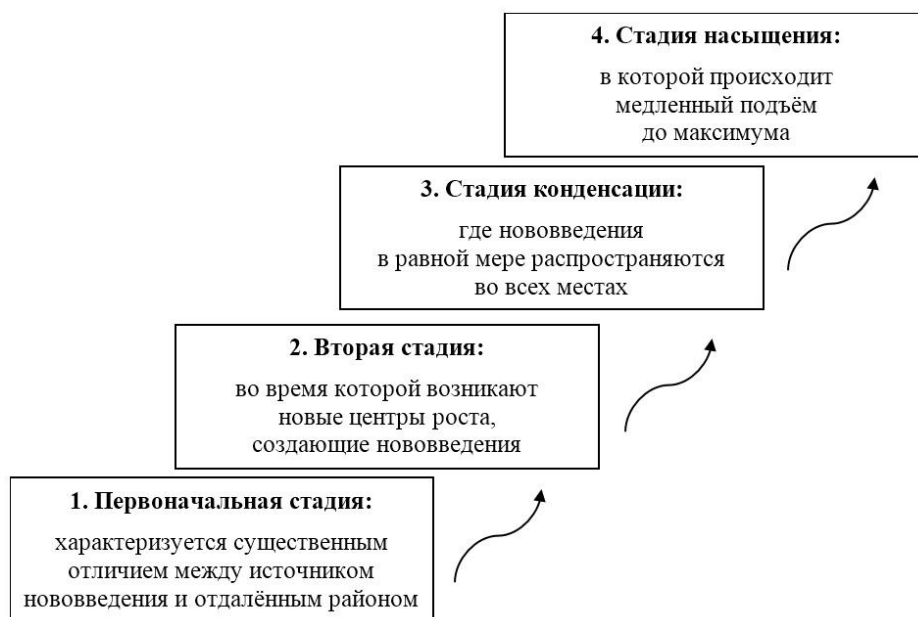 4. Стадия насыщения:
в которой происходит
медленный подъём
до максимума
3. Стадия конденсации:
где нововведения
в равной мере распространяются
во всех местах
2. Вторая стадия:
во время которой возникают
новые центры роста,
создающие нововведения
1. Первоначальная стадия:
характеризуется существенным
отличием между источником
нововведения и отдалённым районом